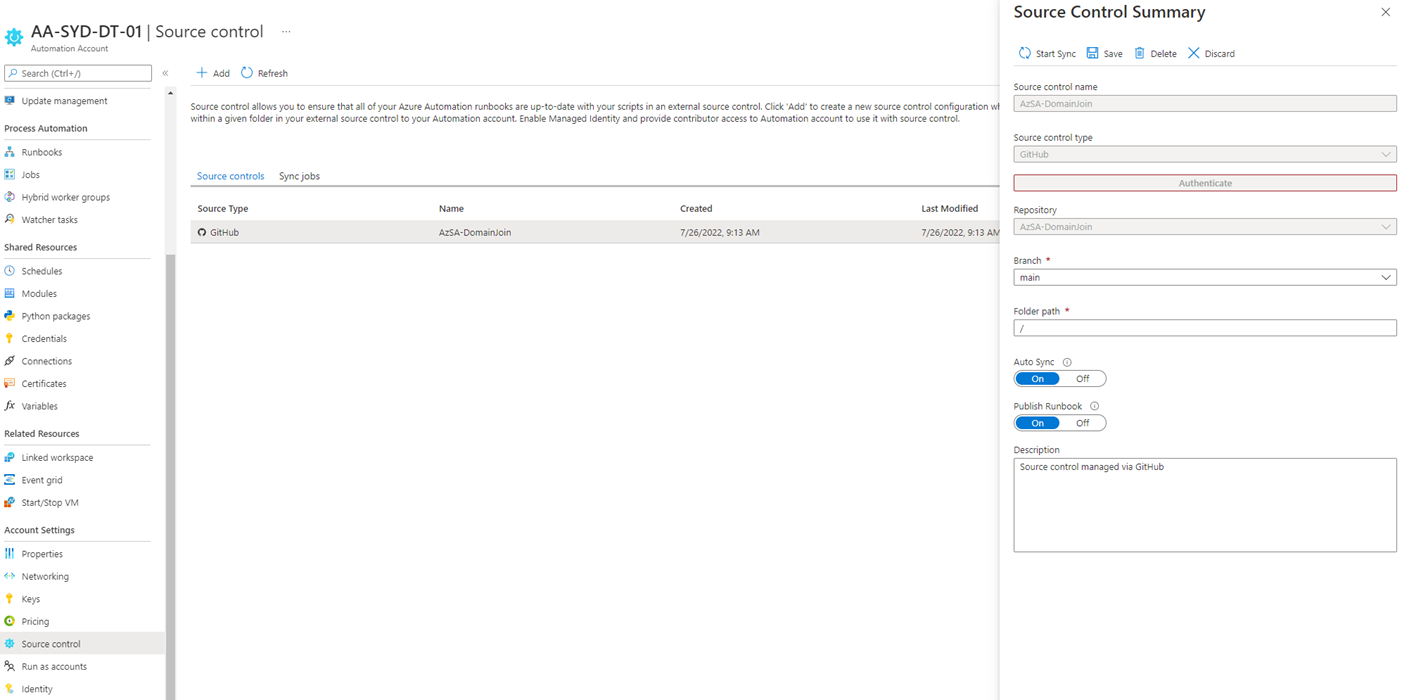 AA-SYD-DT-01 | Source control ...
Automation Account
Search (Ctrl+/)
«
Update management
Process Automation
Runbooks
Jobs
Hybrid worker groups
Watcher tasks
Shared Resources
Schedules
Modules
Python packages
Credentials
Connections
Certificates
Variables
Related Resources
Linked workspace
Event grid
Start/Stop VM
Account Settings
Properties
Networking
Keys
Pricing
Source control
Run as accounts
Identity
Add Refresh
Source control allows you to ensure that all of your Azure Automation runbooks are up-to-date with your scripts in an external source control. Click 'Add' to create a new source control configuration
within a given folder in your external source control to your Automation account. Enable Managed Identity and provide contributor access to Automation account to use it with source control.
Source controls Sync jobs
Source Type Name Created Last Modified
GitHub AzSA-DomainJoin 7/26/2022, 9:13 AM 7/26/2022, 9:13 AM
Source Control Summary
Start Sync Save Delete Discard
Source control name
AzSA-DomainJoin
Source control type
GitHub
Authenticate
Repository
AzSA-DomainJoin
Branch *
main
Folder path *
/
Auto Sync
On Off
Publish Runbook
On Off
Description
Source control managed via GitHub